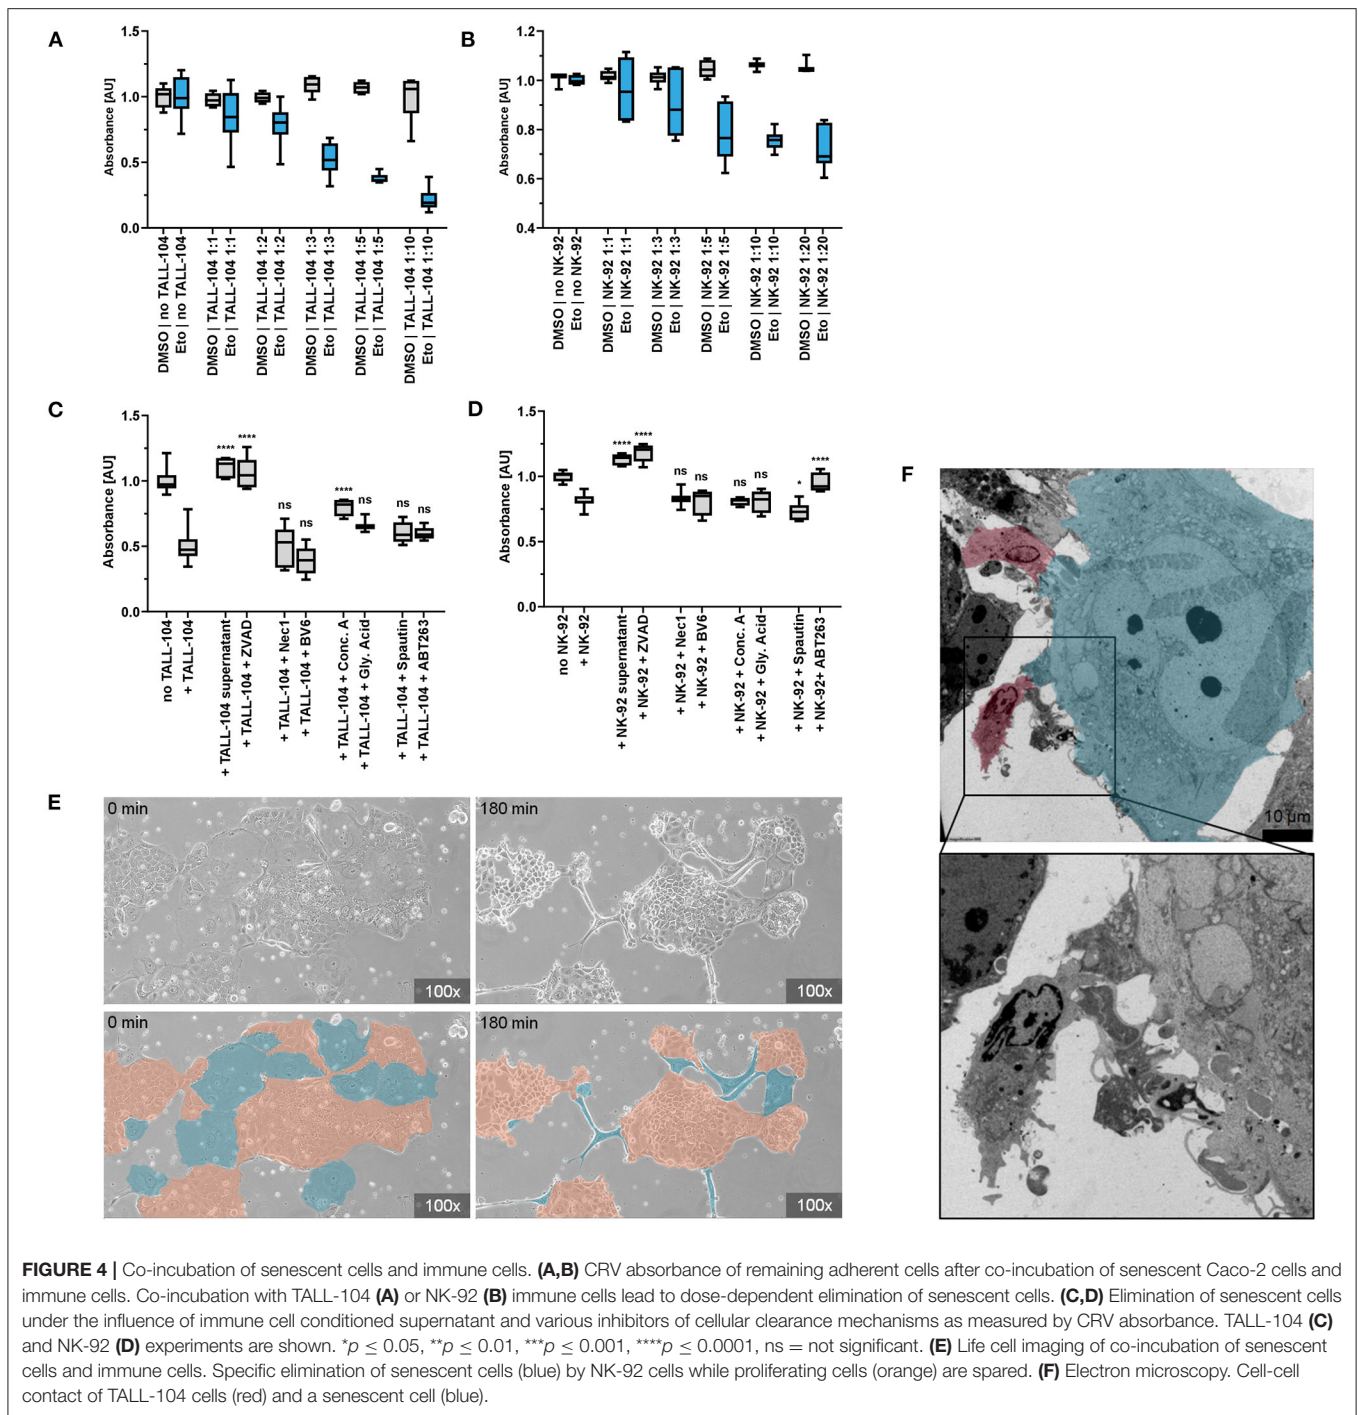 A
Absorbance [AU]
1.5
1.0
0.5
0.0
DMSO | no TALL-104
Eto | no TALL-104
DMSO | TALL-104 1:1
Eto | TALL-104 1:1
DMSO | TALL-104 1:2
Eto | TALL-104 1:2
DMSO | TALL-104 1:3
Eto | TALL-104 1:3
DMSO | TALL-104 1:5
Eto | TALL-104 1:5
DMSO | TALL-104 1:10
Eto | TALL-104 1:10
B
Absorbance [AU]
1.2
1.0
0.8
0.6
0.4
DMSO | no NK-92
Eto | no NK-92
DMSO | NK-92 1:1
Eto | NK-92 1:1
DMSO | NK-92 1:3
Eto | NK-92 1:3
DMSO | NK-92 1:5
Eto | NK-92 1:5
DMSO | NK-92 1:10
Eto | NK-92 1:10
DMSO | NK-92 1:20
Eto | NK-92 1:20
C
Absorbance [AU]
1.5
1.0
0.5
0.0
****
****
ns
ns
****
ns
ns
ns
no TALL-104
+ TALL-104
+ TALL-104 supernatant
+ TALL-104 + ZVAD
+ TALL-104 + Nec1
+ TALL-104 + BV6
+ TALL-104 + Conc. A
+ TALL-104 + Gly. Acid
+ TALL-104 + Spautin
+ TALL-104 + ABT263
D
Absorbance [AU]
1.5
1.0
0.5
0.0
****
****
ns
ns
ns
ns
*
****
no NK-92
+ NK-92
+ NK-92 supernatant
+ NK-92 + ZVAD
+ NK-92 + Nec1
+ NK-92 + BV6
+ NK-92 + Conc. A
+ NK-92 + Gly. Acid
+ NK-92 + Spautin
+ NK-92+ ABT263
E
0 min
100x
180 min
100x
0 min
100x
180 min
100x
F
10 µm
FIGURE 4 | Co-incubation of senescent cells and immune cells. (A,B) CRV absorbance of remaining adherent cells after co-incubation of senescent Caco-2 cells and
immune cells. Co-incubation with TALL-104 (A) or NK-92 (B) immune cells lead to dose-dependent elimination of senescent cells. (C,D) Elimination of senescent cells
under the influence of immune cell conditioned supernatant and various inhibitors of cellular clearance mechanisms as measured by CRV absorbance. TALL-104 (C)
and NK-92 (D) experiments are shown. *p ≤ 0.05, **p ≤ 0.01, ***p ≤ 0.001, ****p ≤ 0.0001, ns = not significant. (E) Life cell imaging of co-incubation of senescent
cells and immune cells. Specific elimination of senescent cells (blue) by NK-92 cells while proliferating cells (orange) are spared. (F) Electron microscopy. Cell-cell
contact of TALL-104 cells (red) and a senescent cell (blue).